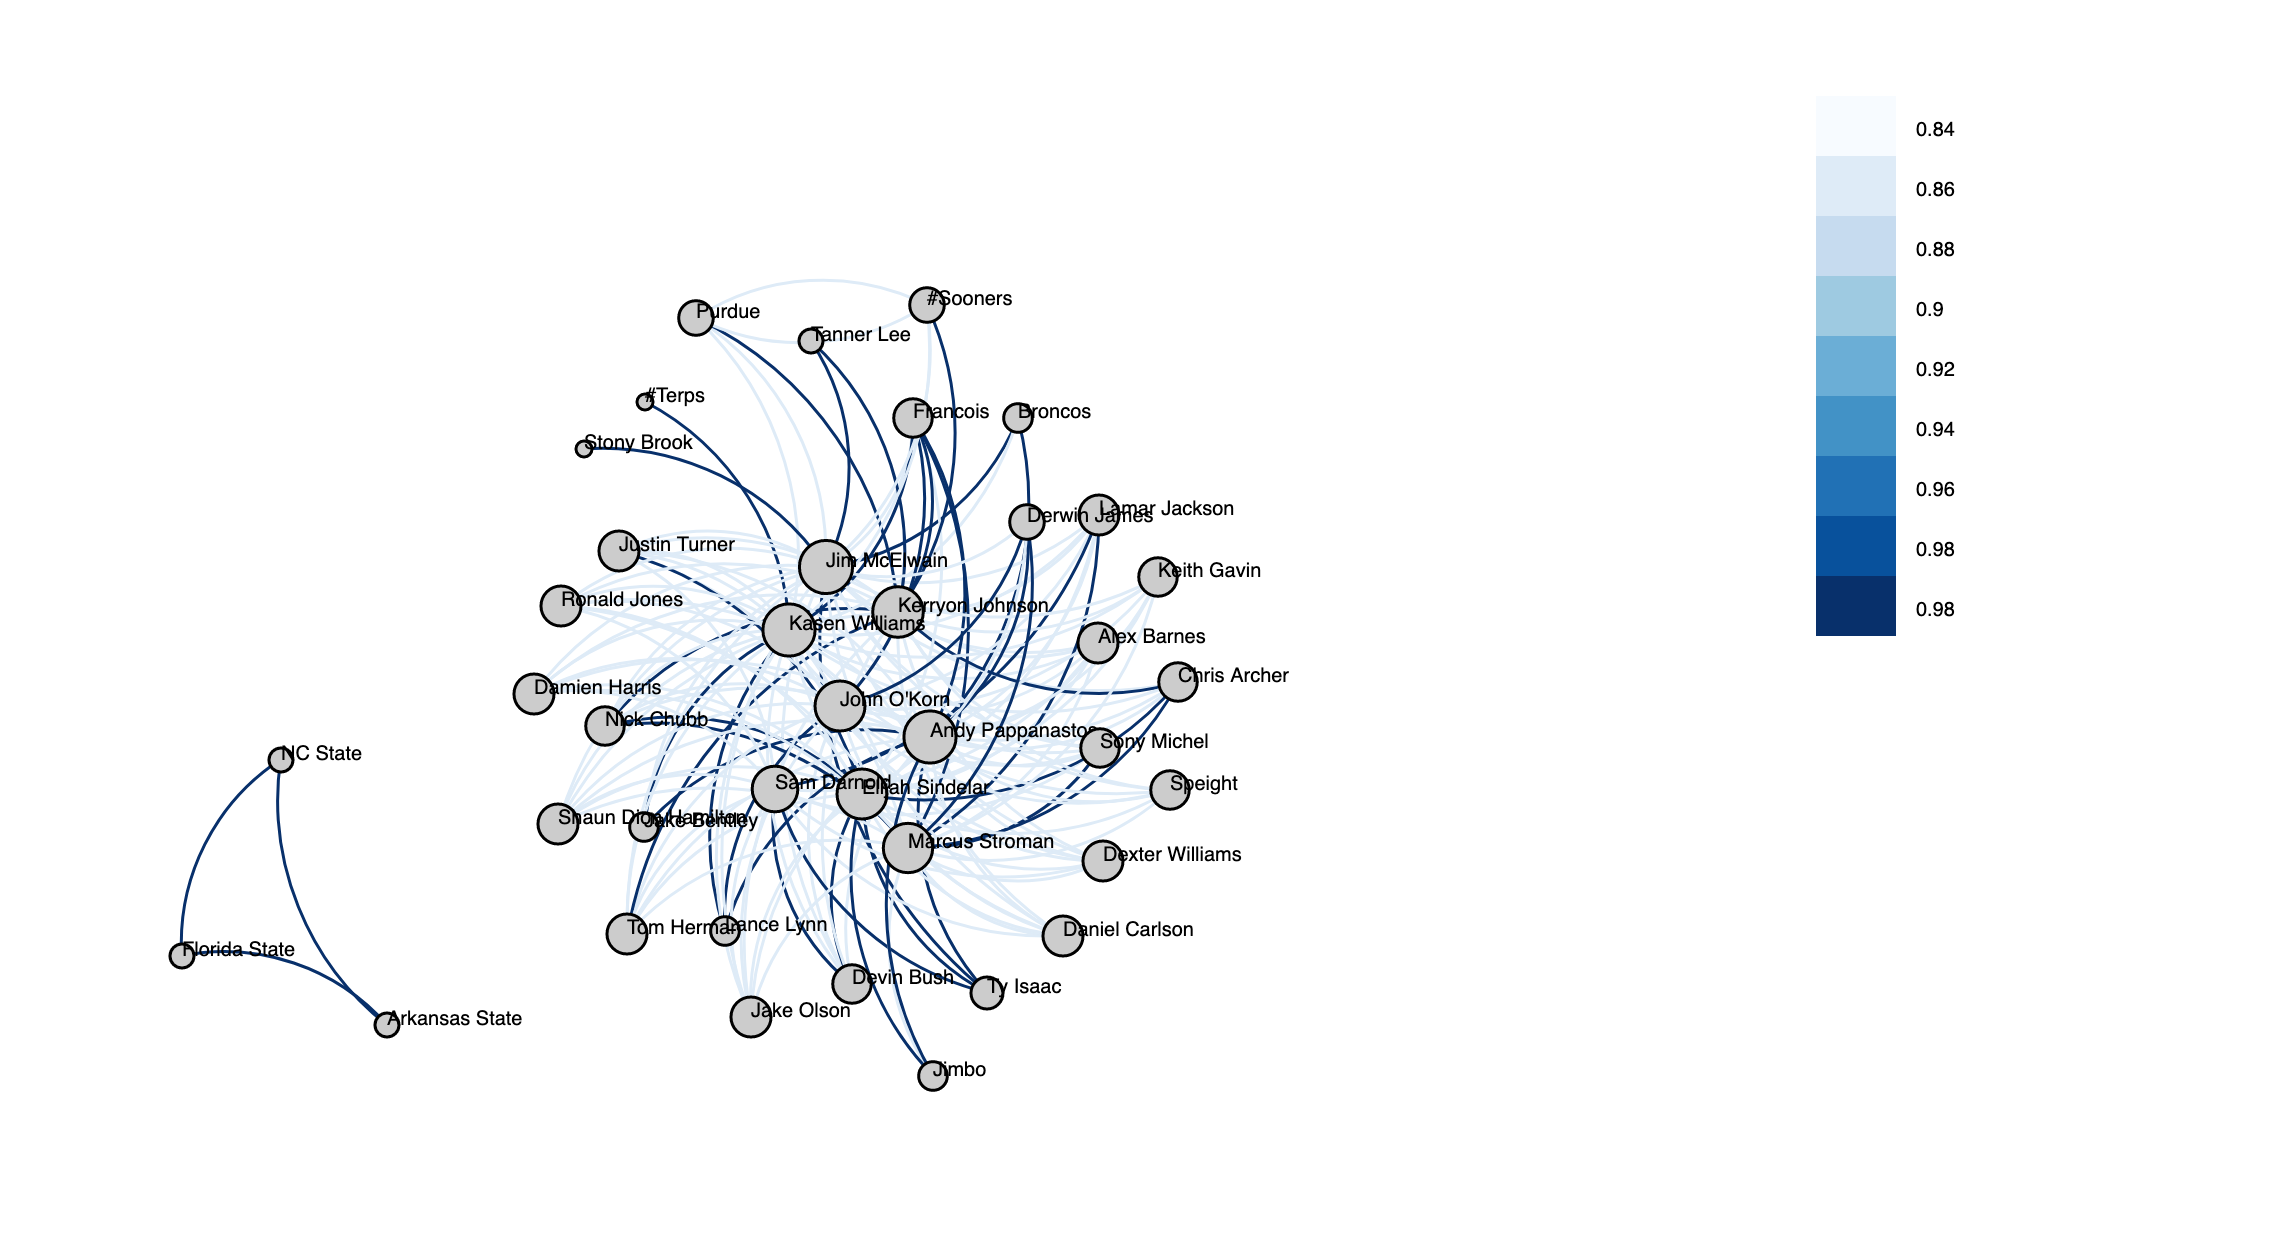 0.84
0.86
0.88
0.9
0.92
0.94
0.96
0.98
0.98
#Sooners
Purdue
Tanner Lee
#Terps
Francois
Broncos
Stony Brook
Lamar Jackson
Derwin James
Justin Turner
Jim McElwain
Keith Gavin
Ronald Jones
Kerryon Johnson
Kasen Williams
Alex Barnes
Chris Archer
Damien Harris
John O'Korn
Nick Chubb
Andy Pappanastos
Sony Michel
NC State
Sam Darnold
Elijah Sindelar
Speight
Shaun Dion Hamilton
Jake Bentley
Marcus Stroman
Dexter Williams
Tom Herman
Lance Lynn
Daniel Carlson
Florida State
Devin Bush
Ty Isaac
Jake Olson
Arkansas State
Jimbo